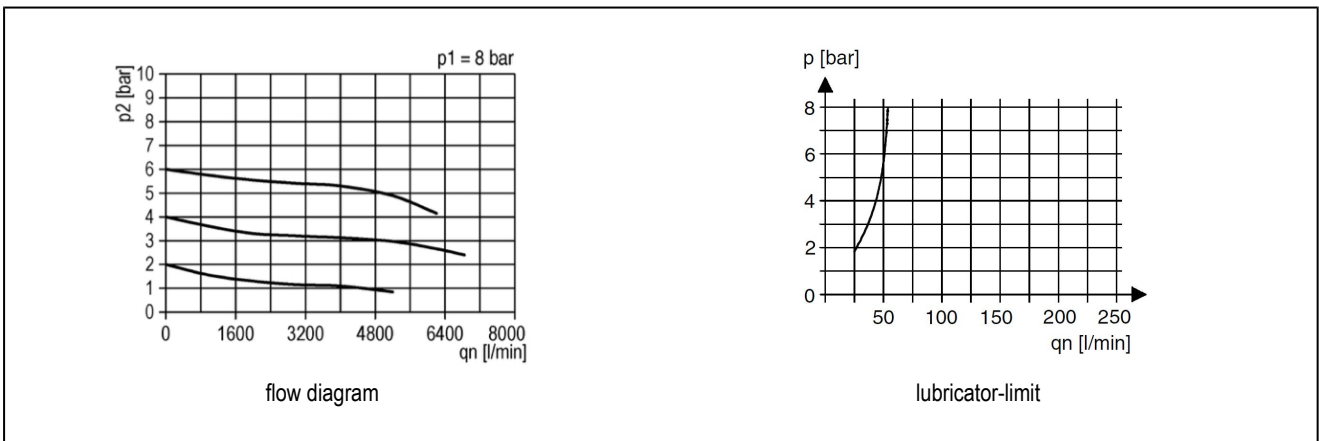 p1 = 8 bar
p2 [bar]
10
9
8
7
6
5
4
3
2
1
0
0 1600 3200 4800 6400 8000
qn [l/min]
flow diagram
p [bar]
8
6
4
2
0
50 100 150 200 250
qn [l/min]
lubricator-limit